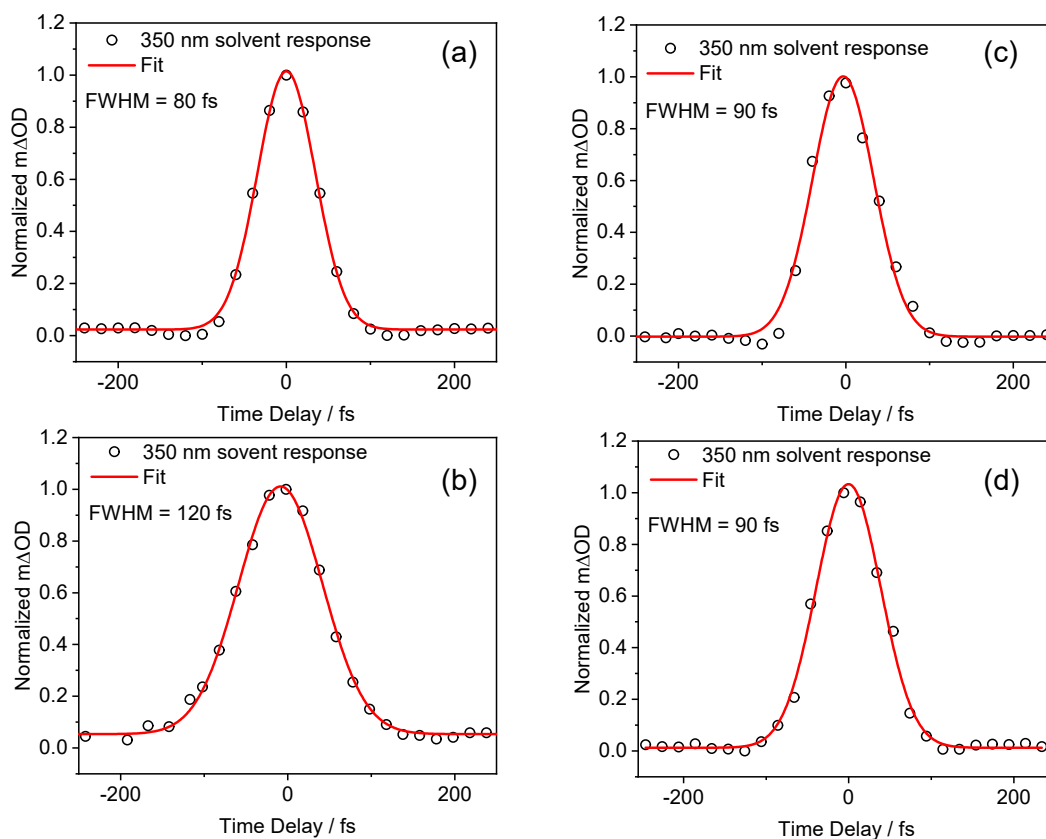 1.2
1.0
0.8
0.6
0.4
0.2
0.0
Normalized m∆OD
350 nm solvent response
Fit
FWHM = 80 fs
(a)
-200
0
200
Time Delay / fs
1.2
1.0
0.8
0.6
0.4
0.2
0.0
Normalized m∆OD
350 nm solvent response
Fit
FWHM = 90 fs
(c)
-200
0
200
Time Delay / fs
1.2
1.0
0.8
0.6
0.4
0.2
0.0
Normalized m∆OD
350 nm solvent response
Fit
FWHM = 120 fs
(b)
-200
0
200
Time Delay / fs
1.2
1.0
0.8
0.6
0.4
0.2
0.0
Normalized m∆OD
350 nm solvent response
Fit
FWHM = 90 fs
(d)
-200
0
200
Time Delay / fs